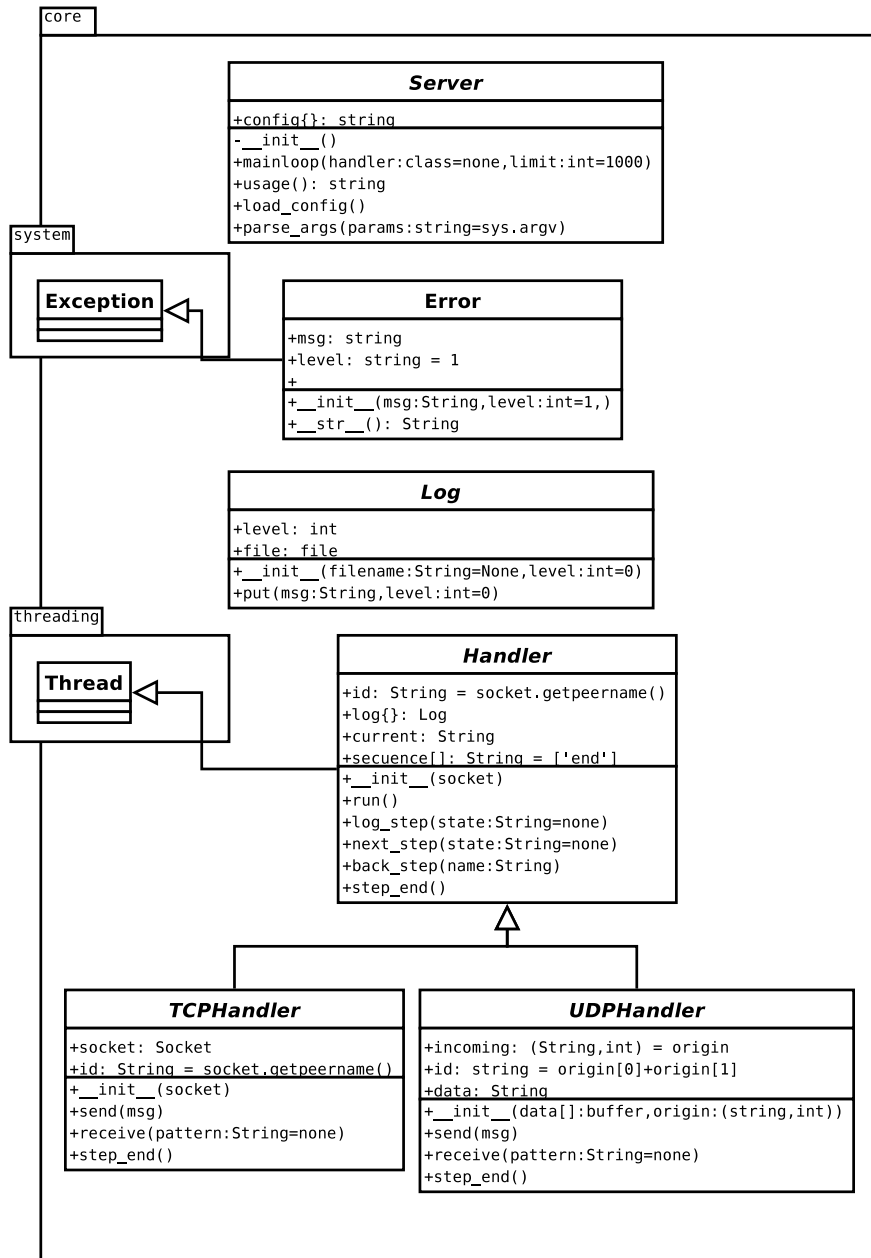 core
Server
+config{}: string
-__init__()
+mainloop(handler:class=none,limit:int=1000)
+usage(): string
+load_config()
+parse_args(params:string=sys.argv)
system
Exception
Error
+msg: string
+level: string = 1
+
+__init__(msg:String,level:int=1,)
+__str__(): String
Log
+level: int
+file: file
+__init__(filename:String=None,level:int=0)
+put(msg:String,level:int=0)
threading
Thread
Handler
+id: String = socket.getpeername()
+log{}: Log
+current: String
+secuence[]: String = ['end']
+__init__(socket)
+run()
+log_step(state:String=none)
+next_step(state:String=none)
+back_step(name:String)
+step_end()
TCPHandler
+socket: Socket
+id: String = socket.getpeername()
+__init__(socket)
+send(msg)
+receive(pattern:String=none)
+step_end()
UDPHandler
+incoming: (String,int) = origin
+id: string = origin[0]+origin[1]
+data: String
+__init__(data[]:buffer,origin:(string,int))
+send(msg)
+receive(pattern:String=none)
+step_end()